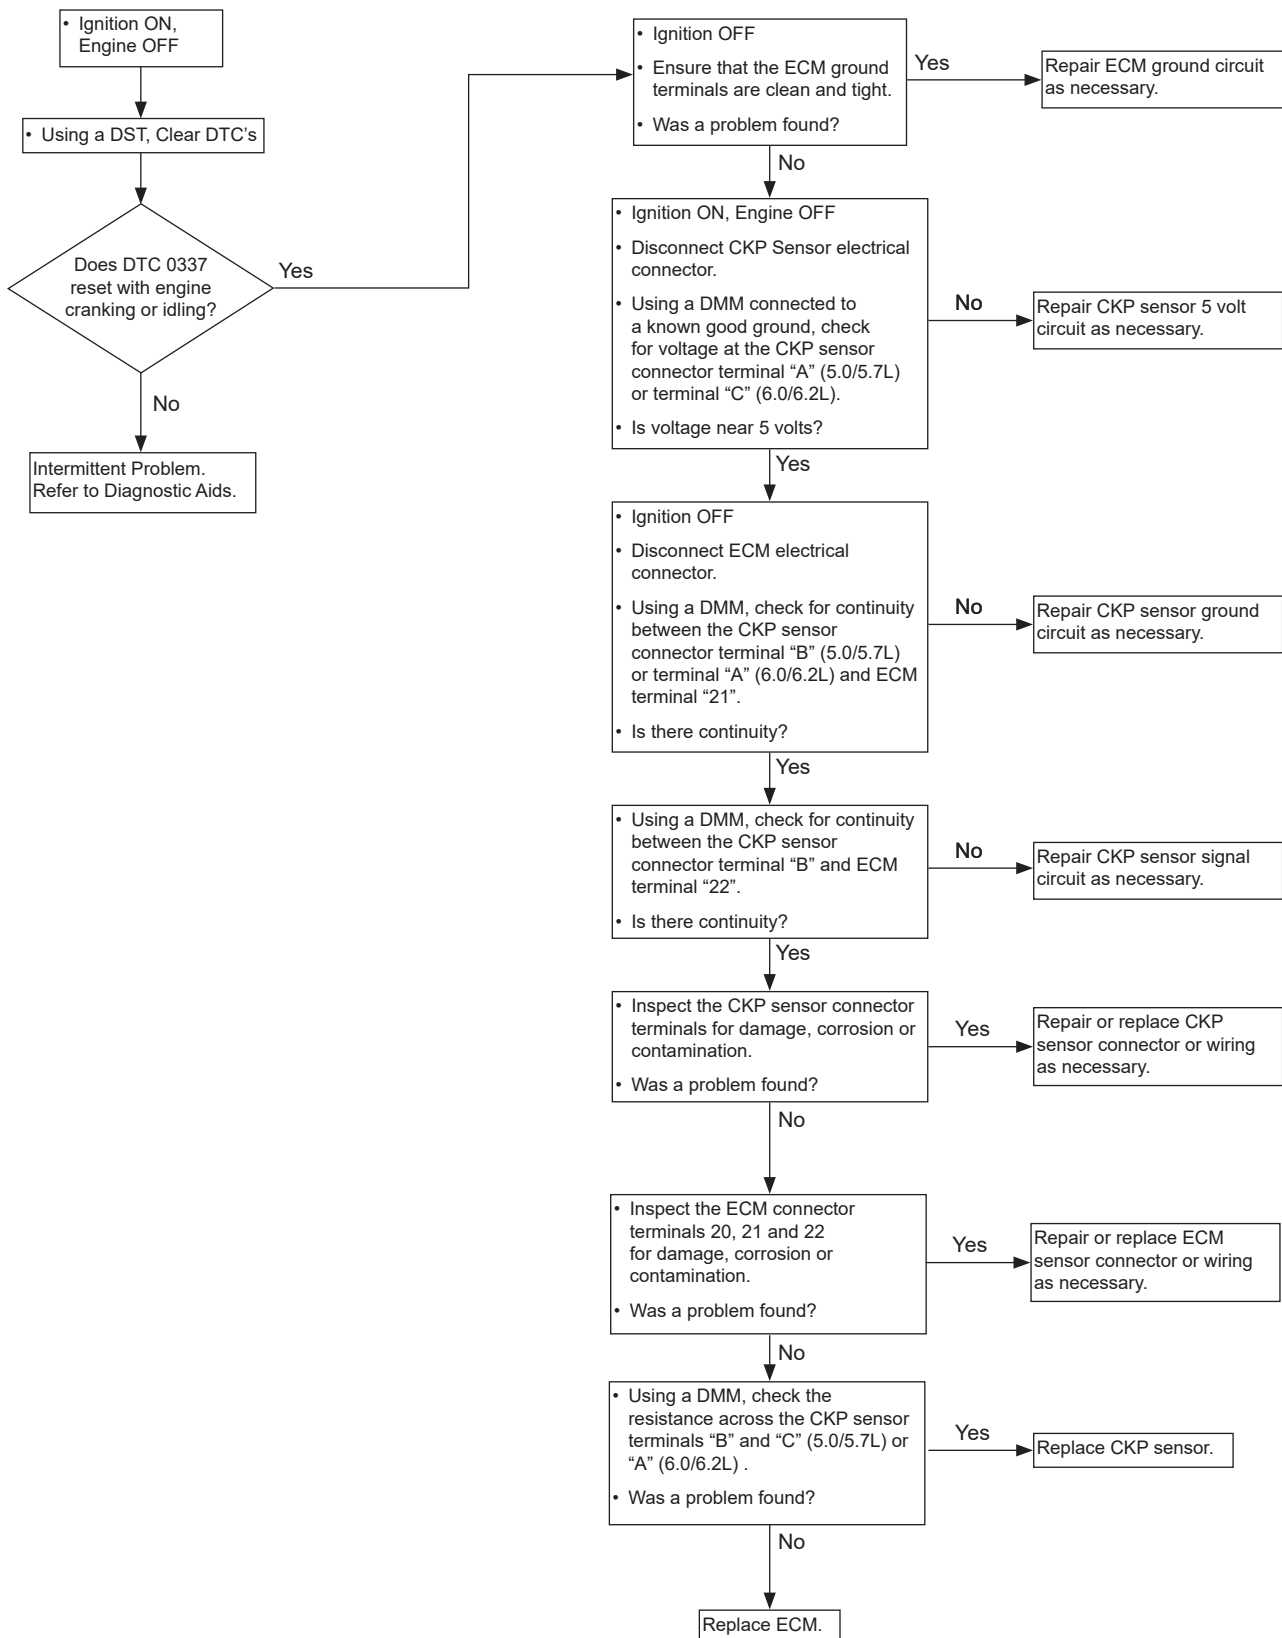 • Ignition ON,
Engine OFF
• Using a DST, Clear DTC's
Does DTC 0337
reset with engine
cranking or idling?
Yes
No
Intermittent Problem.
Refer to Diagnostic Aids.
• Ignition OFF
• Ensure that the ECM ground
terminals are clean and tight.
• Was a problem found?
Yes
Repair ECM ground circuit
as necessary.
No
• Ignition ON, Engine OFF
• Disconnect CKP Sensor electrical
connector.
• Using a DMM connected to
a known good ground, check
for voltage at the CKP sensor
connector terminal “A” (5.0/5.7L)
or terminal “C” (6.0/6.2L).
• Is voltage near 5 volts?
No
Repair CKP sensor 5 volt
circuit as necessary.
Yes
• Ignition OFF
• Disconnect ECM electrical
connector.
• Using a DMM, check for continuity
between the CKP sensor
connector terminal “B” (5.0/5.7L)
or terminal “A” (6.0/6.2L) and ECM
terminal “21”.
• Is there continuity?
No
Repair CKP sensor ground
circuit as necessary.
Yes
• Using a DMM, check for continuity
between the CKP sensor
connector terminal “B” and ECM
terminal “22”.
• Is there continuity?
No
Repair CKP sensor signal
circuit as necessary.
Yes
• Inspect the CKP sensor connector
terminals for damage, corrosion or
contamination.
• Was a problem found?
Yes
Repair or replace CKP
sensor connector or wiring
as necessary.
No
• Inspect the ECM connector
terminals 20, 21 and 22
for damage, corrosion or
contamination.
• Was a problem found?
Yes
Repair or replace ECM
sensor connector or wiring
as necessary.
No
• Using a DMM, check the
resistance across the CKP sensor
terminals “B” and “C” (5.0/5.7L) or
“A” (6.0/6.2L) .
• Was a problem found?
Yes
Replace CKP sensor.
No
Replace ECM.